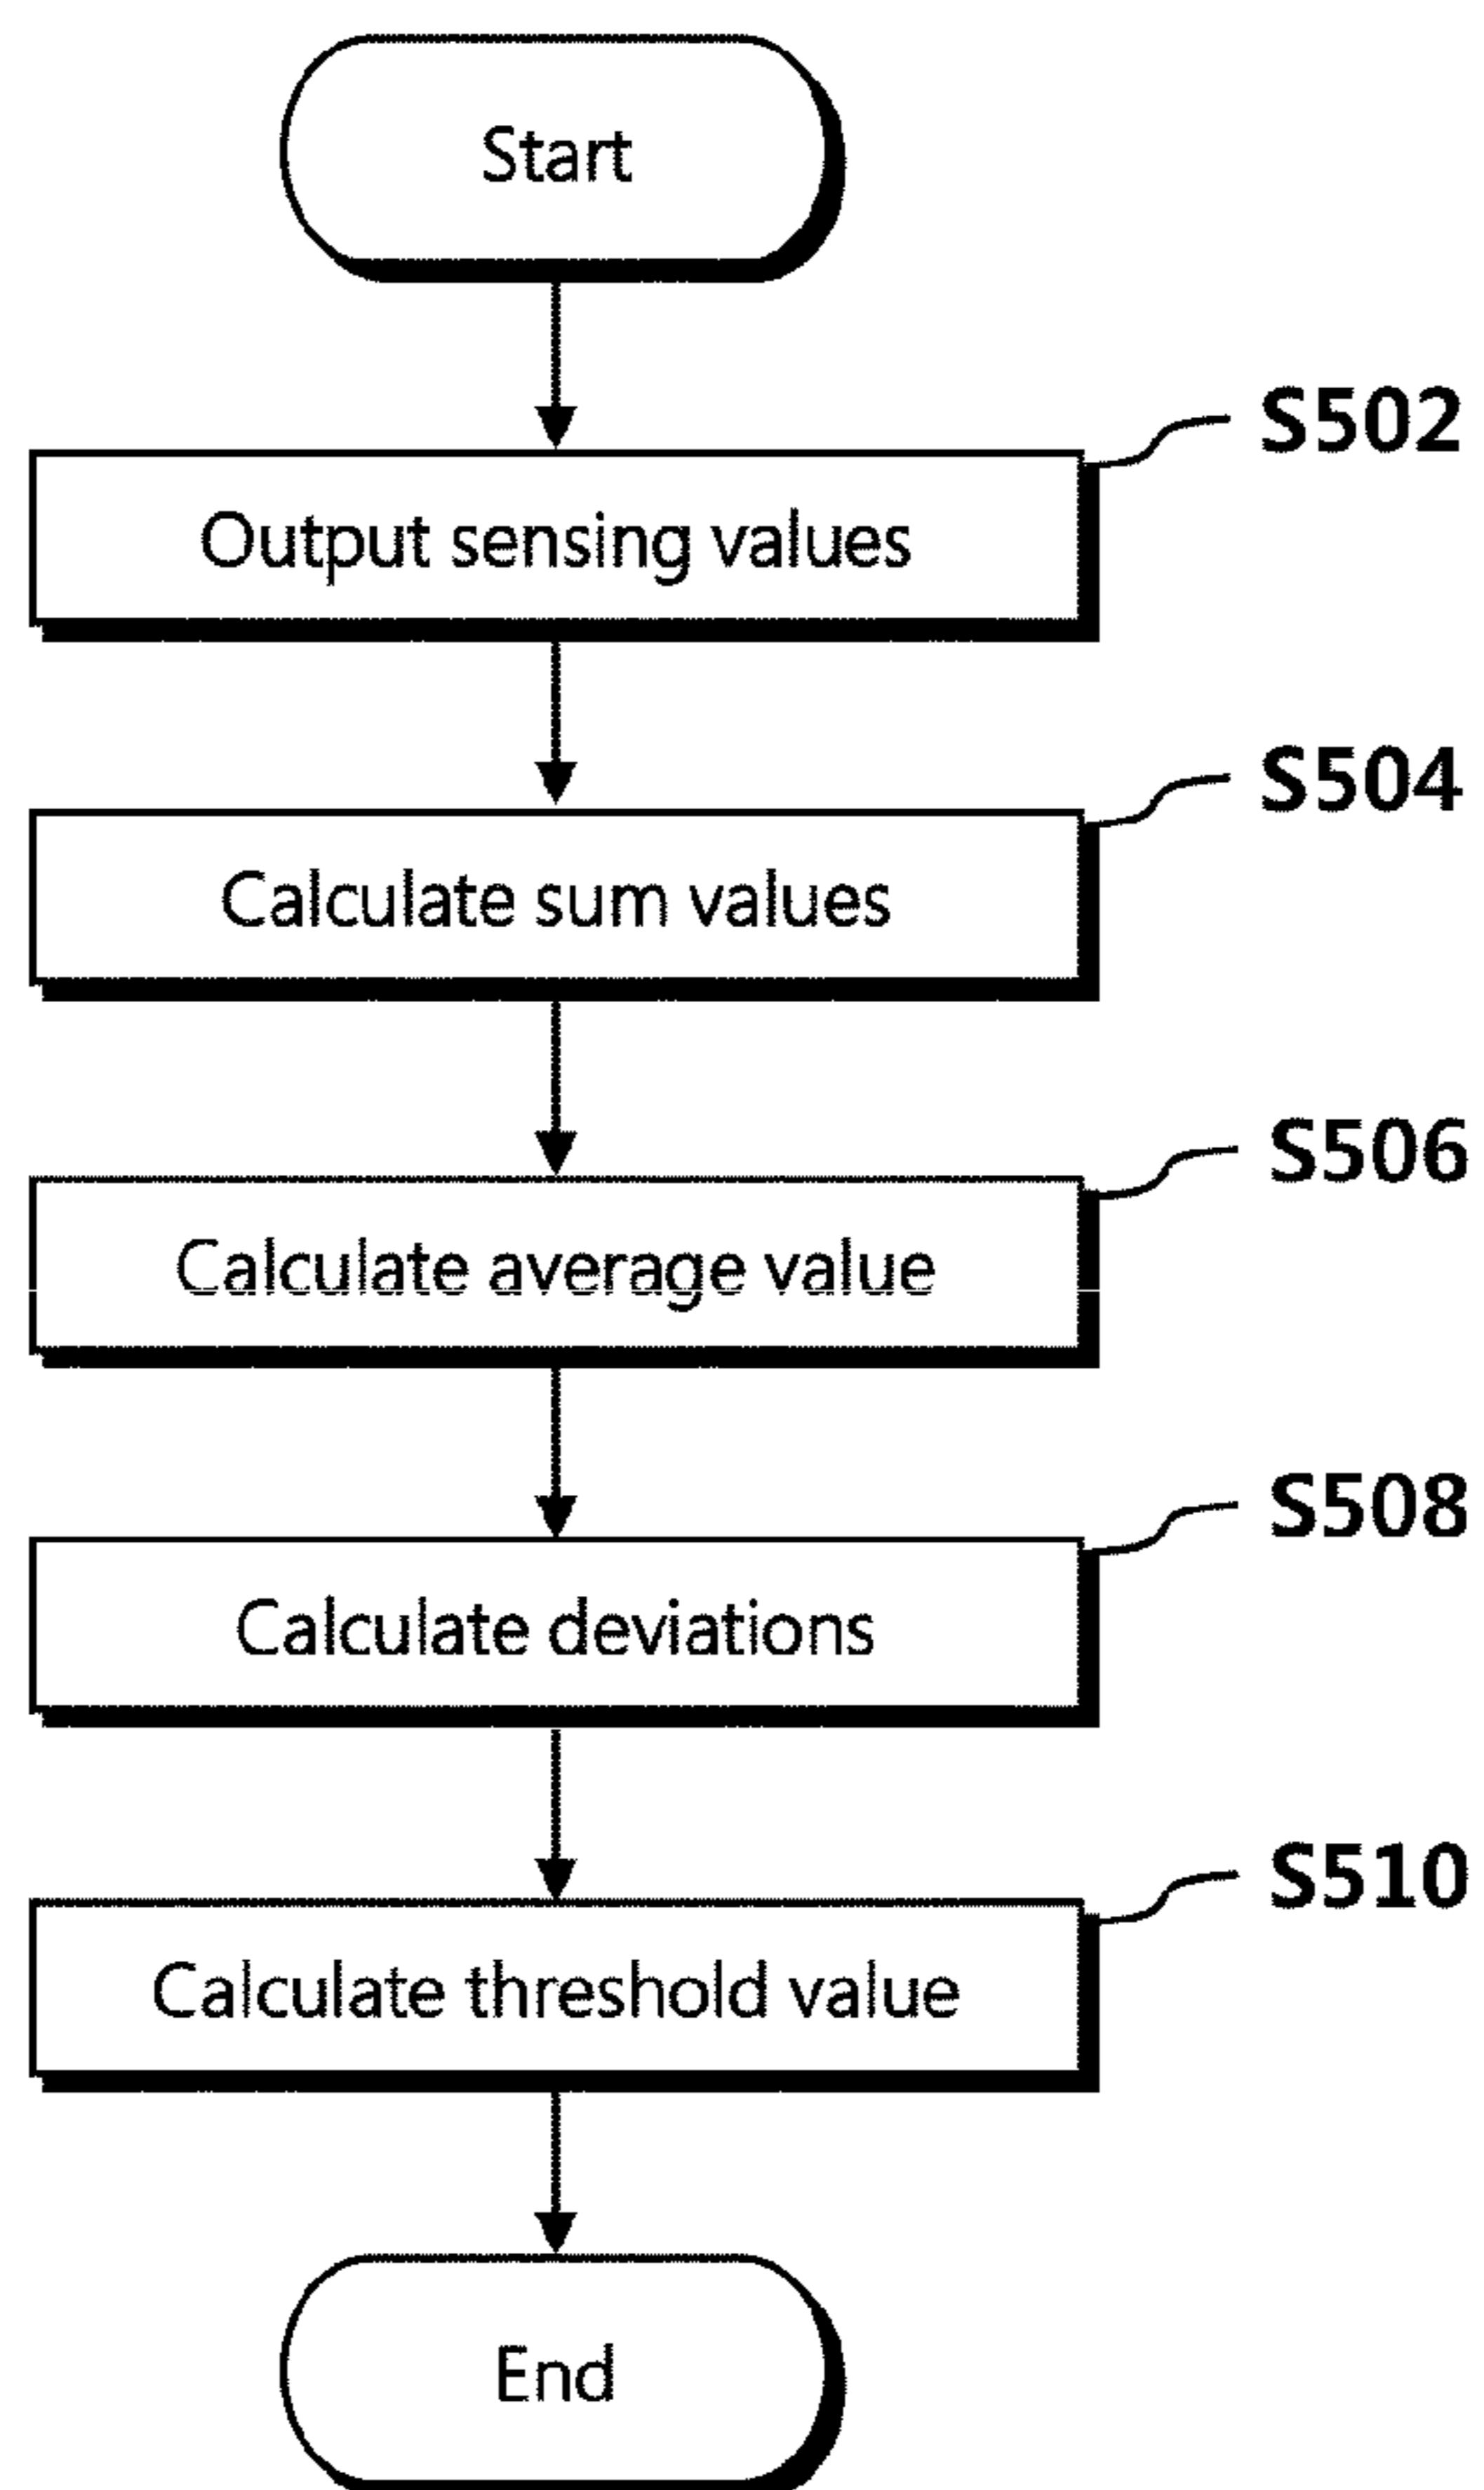 Start
S502
Output sensing values
S504
Calculate sum values
S506
Calculate average value
S508
Calculate deviations
S510
Calculate threshold value
End